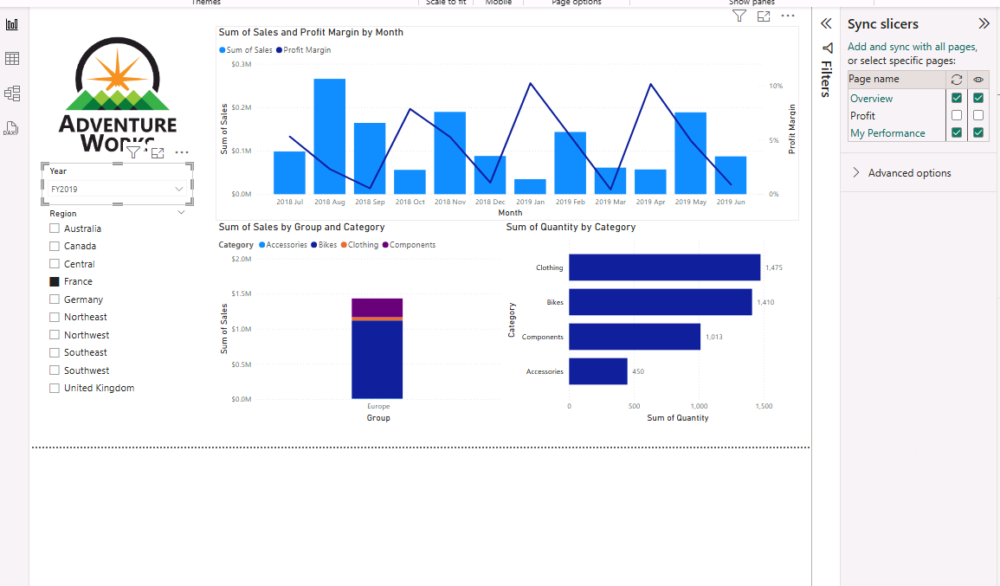 Themes
Scale to fit
Mobile
Page options
Show panes
DAX
ADVENTURE
WORKS
Year
FY2019
Region
Australia
Canada
Central
France
Germany
Northeast
Northwest
Southeast
Southwest
United Kingdom
Sum of Sales and Profit Margin by Month
Sum of Sales Profit Margin
Sum of Sales
$0.3M
$0.2M
$0.1M
$0.0M
Profit Margin
10%
5%
0%
2018 Jul 2018 Aug 2018 Sep 2018 Oct 2018 Nov 2018 Dec 2019 Jan 2019 Feb 2019 Mar 2019 Apr 2019 May 2019 Jun
Month
Sum of Sales by Group and Category
Category Accessories Bikes Clothing Components
Sum of Sales
$2.0M
$1.5M
$1.0M
$0.5M
$0.0M
Europe
Group
Sum of Quantity by Category
Category
Clothing 1,475
Bikes 1,410
Components 1,013
Accessories 450
0 500 1,000 1,500
Sum of Quantity
Filters
Sync slicers
Add and sync with all pages,
or select specific pages:
Page name
Overview
Profit
My Performance
Advanced options